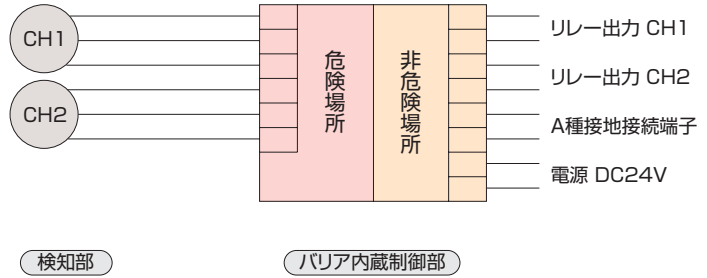 CH1
CH2
危険場所
非危険場所
リレー出力 CH1
リレー出力 CH2
A種接地接続端子
電源 DC24V
検知部
バリア内蔵制御部